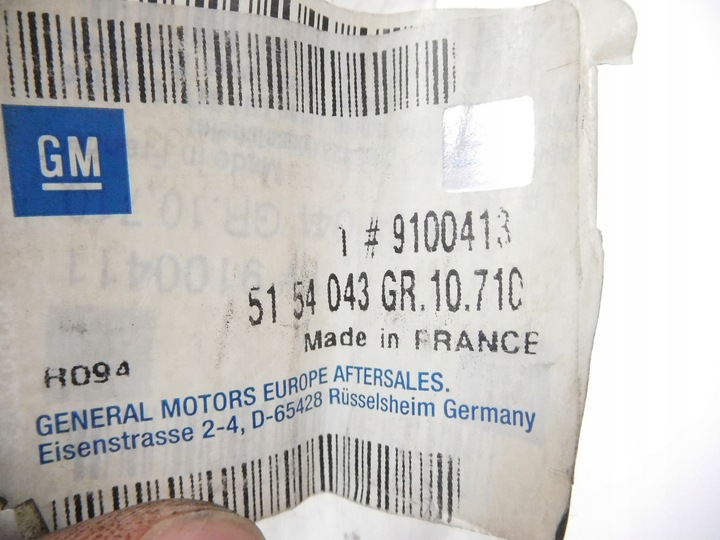 GM
1 # 9100413
51 54 043 GR.10.710
Made in FRANCE
R094
GENERAL MOTORS EUROPE AFTERSALES.
Eisenstrasse 2-4, D-65428 Rüsselsheim Germany